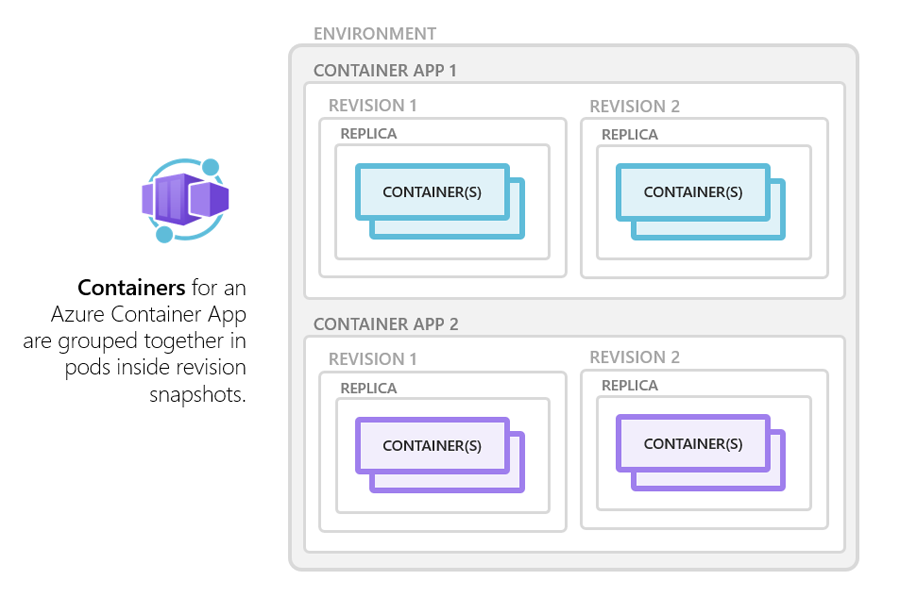 Containers for an
Azure Container App
are grouped together in
pods inside revision
snapshots.
ENVIRONMENT
CONTAINER APP 1
REVISION 1
REPLICA
CONTAINER(S)
REVISION 2
REPLICA
CONTAINER(S)
CONTAINER APP 2
REVISION 1
REPLICA
CONTAINER(S)
REVISION 2
REPLICA
CONTAINER(S)